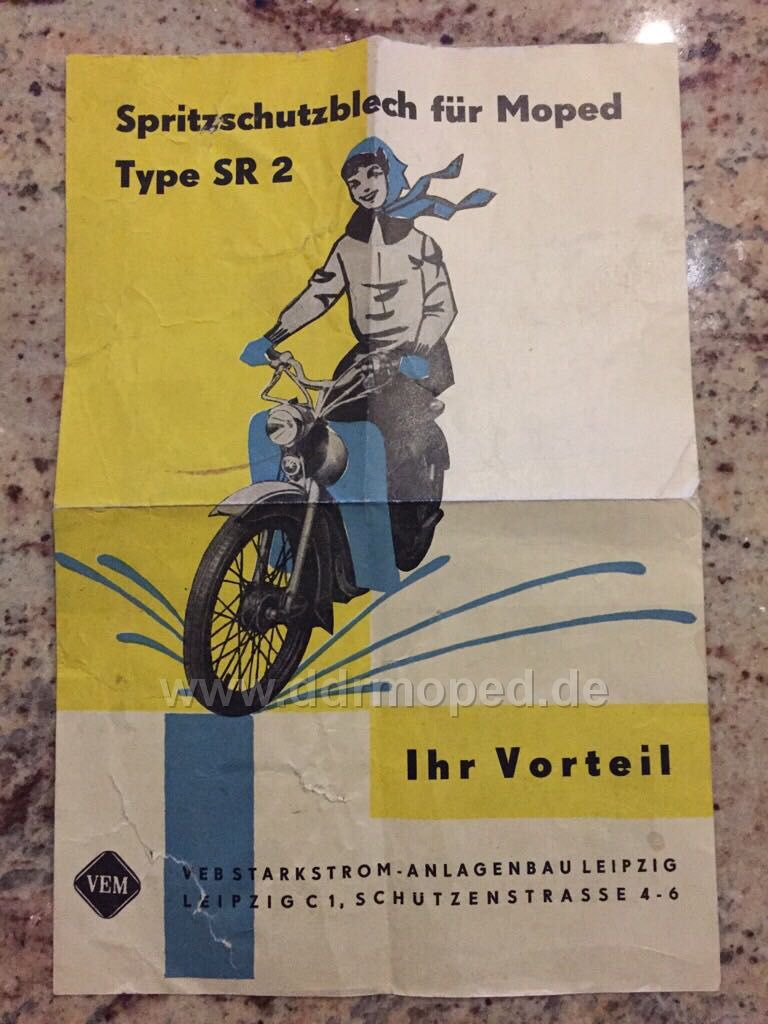 Spritzschutzblech für Moped
Type SR 2
www.ddrmoped.de
Ihr Vorteil
VEM
VEB STARKSTROM-ANLAGENBAU LEIPZIG
LEIPZIG C 1, SCHUTZENSTRASSE 4-6